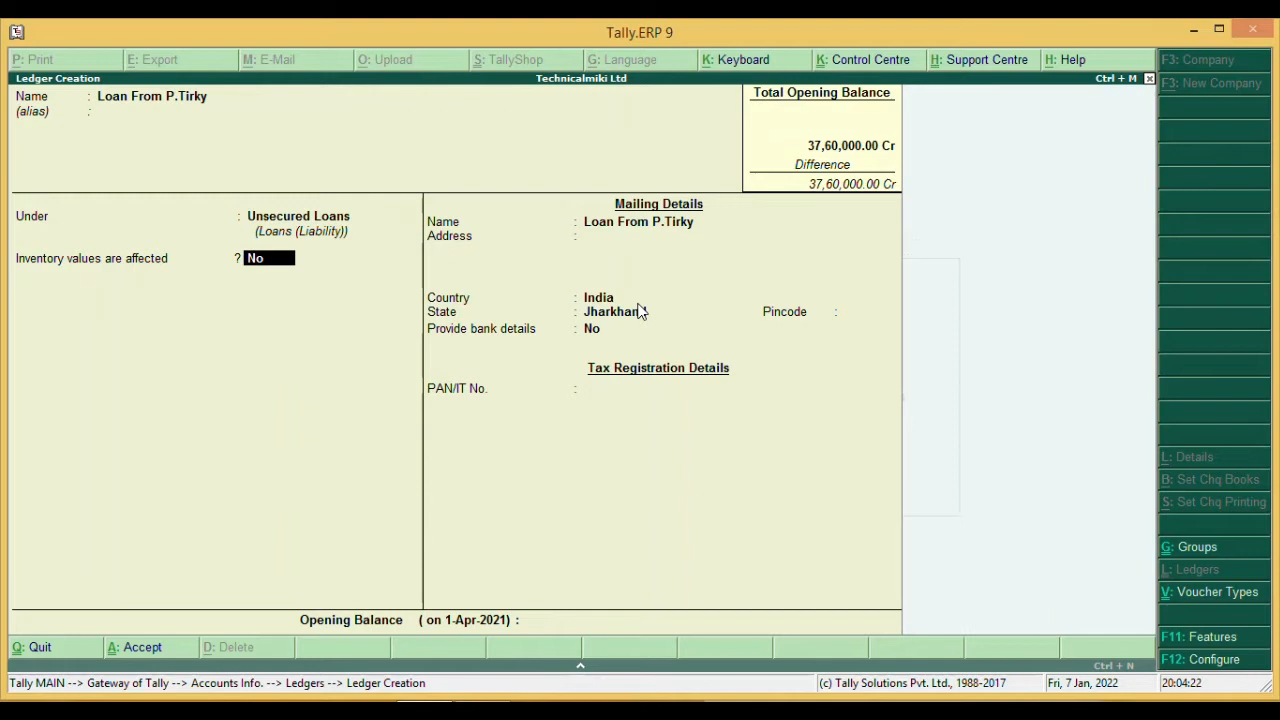 Tally.ERP 9
P: Print E: Export M: E-Mail O: Upload S: TallyShop G: Language K: Keyboard K: Control Centre H: Support Centre H: Help
F3: Company
F3: New Company
Ledger Creation Technicalmiki Ltd Ctrl + M
Name : Loan From P.Tirky
(alias) :
Total Opening Balance
37,60,000.00 Cr
Difference
37,60,000.00 Cr
Under : Unsecured Loans
(Loans (Liability))
Inventory values are affected ? No
Mailing Details
Name : Loan From P.Tirky
Address :
Country : India
State : Jharkhand Pincode :
Provide bank details : No
Tax Registration Details
PAN/IT No. :
L: Details
B: Set Chq Books
S: Set Chq Printing
G: Groups
L: Ledgers
V: Voucher Types
F11: Features
F12: Configure
Opening Balance ( on 1-Apr-2021) :
Q: Quit A: Accept D: Delete
Ctrl + N
Tally MAIN --> Gateway of Tally --> Accounts Info. --> Ledgers --> Ledger Creation (c) Tally Solutions Pvt. Ltd., 1988-2017 Fri, 7 Jan, 2022 20:04:22